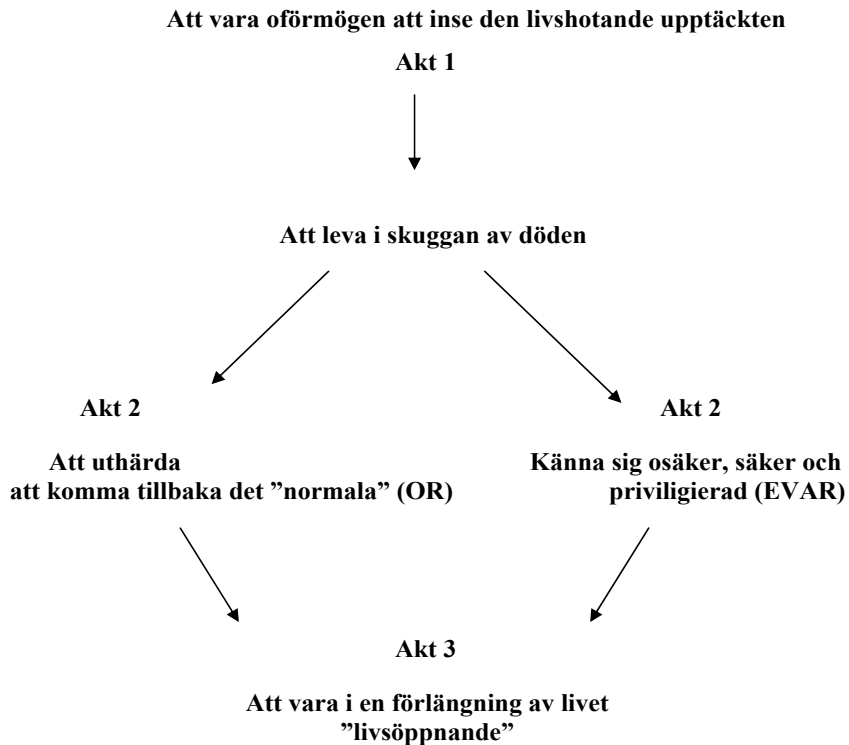 Att vara oförmögen att inse den livshotande upptäckten
Akt 1
Att leva i skuggan av döden
Akt 2
Att uthärda
att komma tillbaka det ”normala” (OR)
Akt 2
Känna sig osäker, säker och
priviligierad (EVAR)
Akt 3
Att vara i en förlängning av livet
”livsöppnande”